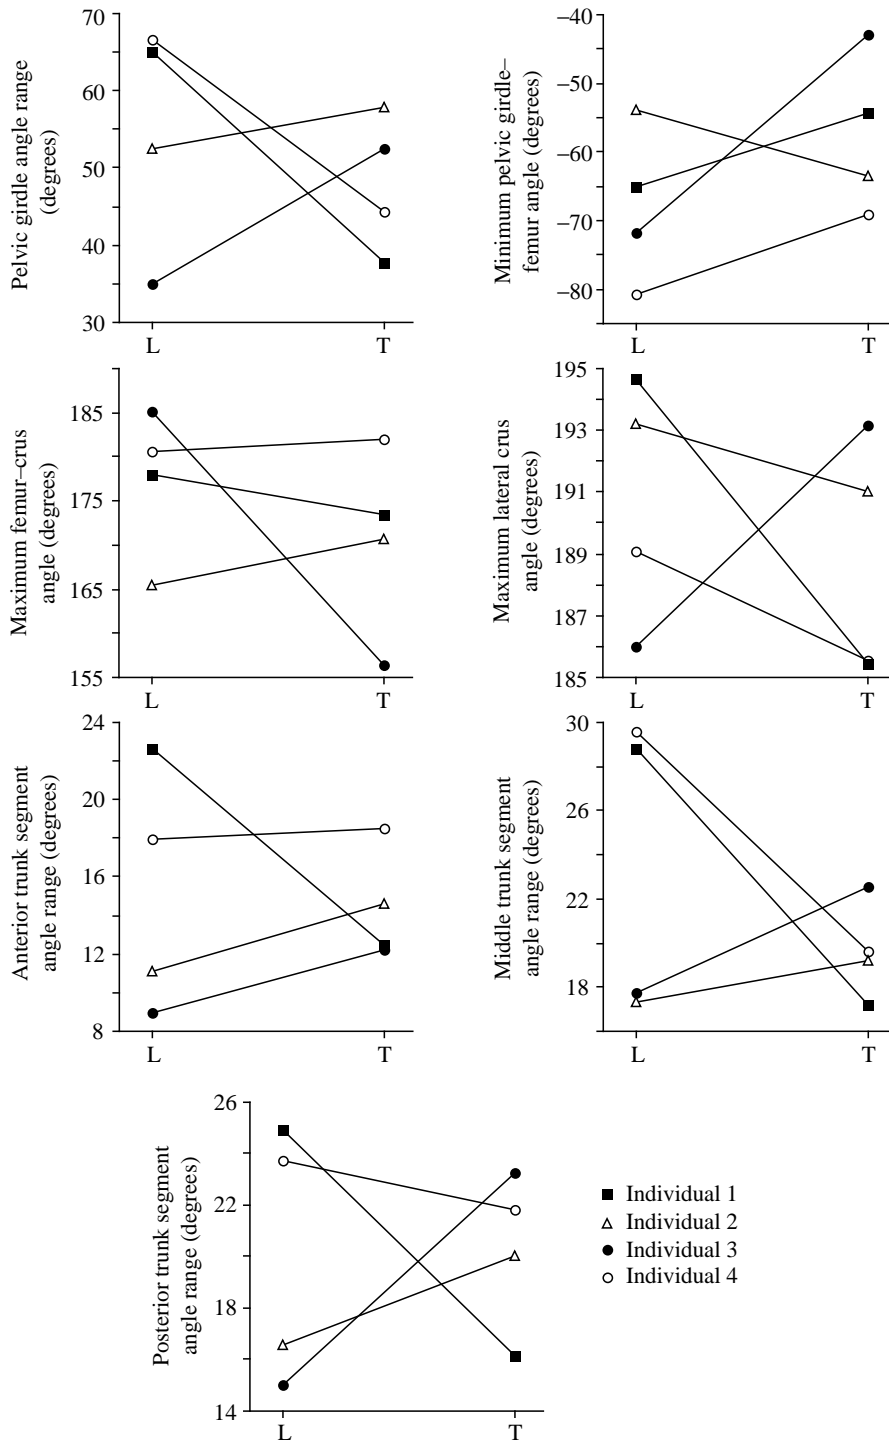 Pelvic girdle angle range
(degrees)
70
60
50
40
30
L
T
Minimum pelvic girdle–
femur angle (degrees)
–40
–50
–60
–70
–80
L
T
Maximum femur–crus
angle (degrees)
185
175
165
155
L
T
Maximum lateral crus
angle (degrees)
195
193
191
189
187
185
L
T
Anterior trunk segment
angle range (degrees)
24
20
16
12
8
L
T
Middle trunk segment
angle range (degrees)
30
26
22
18
L
T
Posterior trunk segment
angle range (degrees)
26
22
18
14
L
T
Individual 1
Individual 2
Individual 3
Individual 4